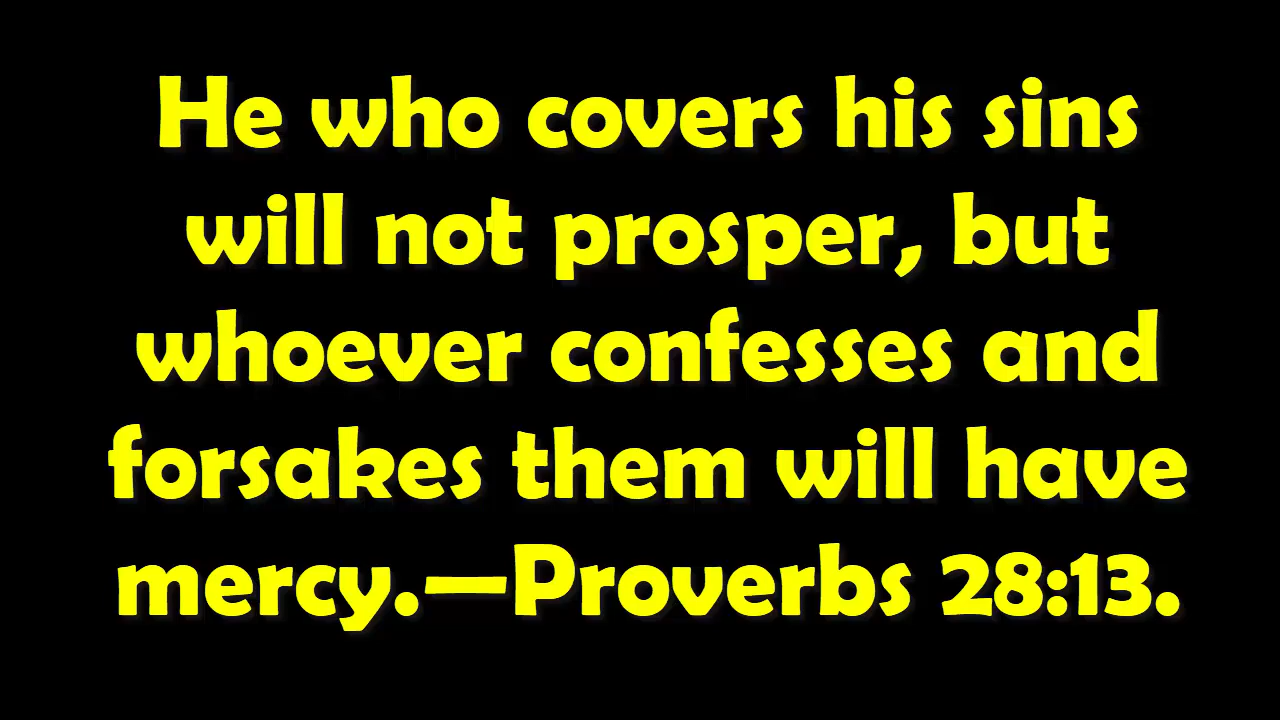 He who covers his sins
will not prosper, but
whoever confesses and
forsakes them will have
mercy.—Proverbs 28:13.